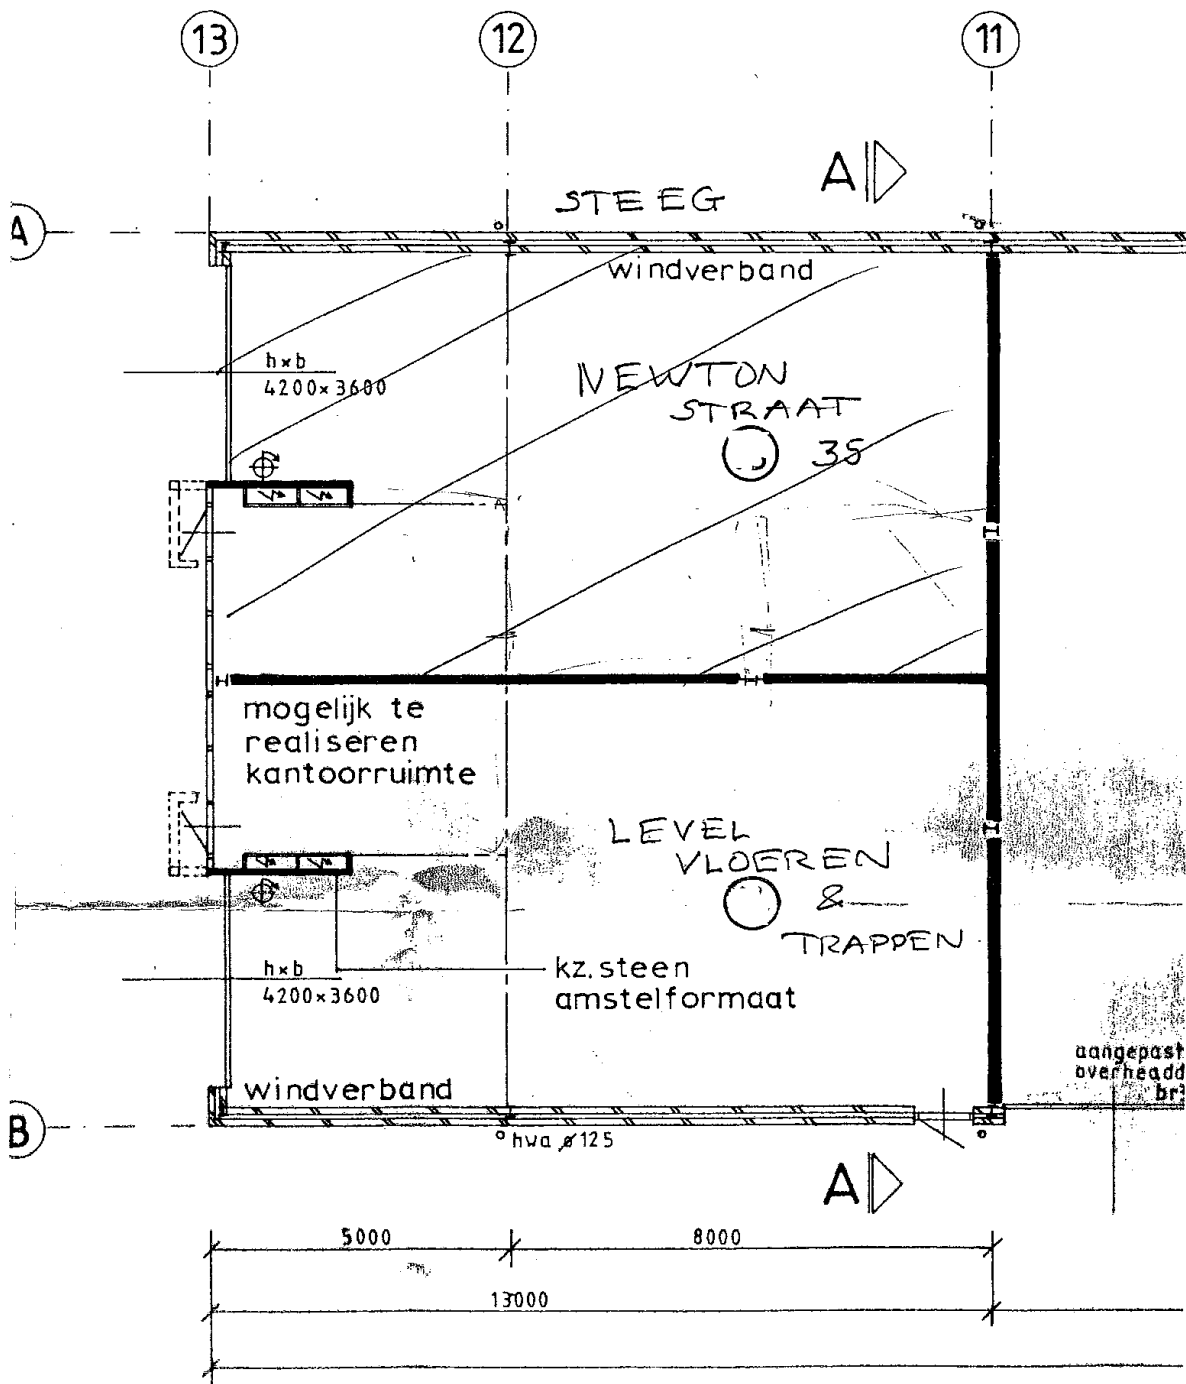 13
12
11
A
STEEG
A
windverband
h×b
4200×3600
NEWTON
STRAAT
35
mogelijk te
realiseren
kantoorruimte
LEVEL
VLOEREN
&
TRAPPEN
h×b
4200×3600
kz.steen
amstelformaat
aangepast
overheadd
windverband
B
hwa ø125
A
5000
8000
13000